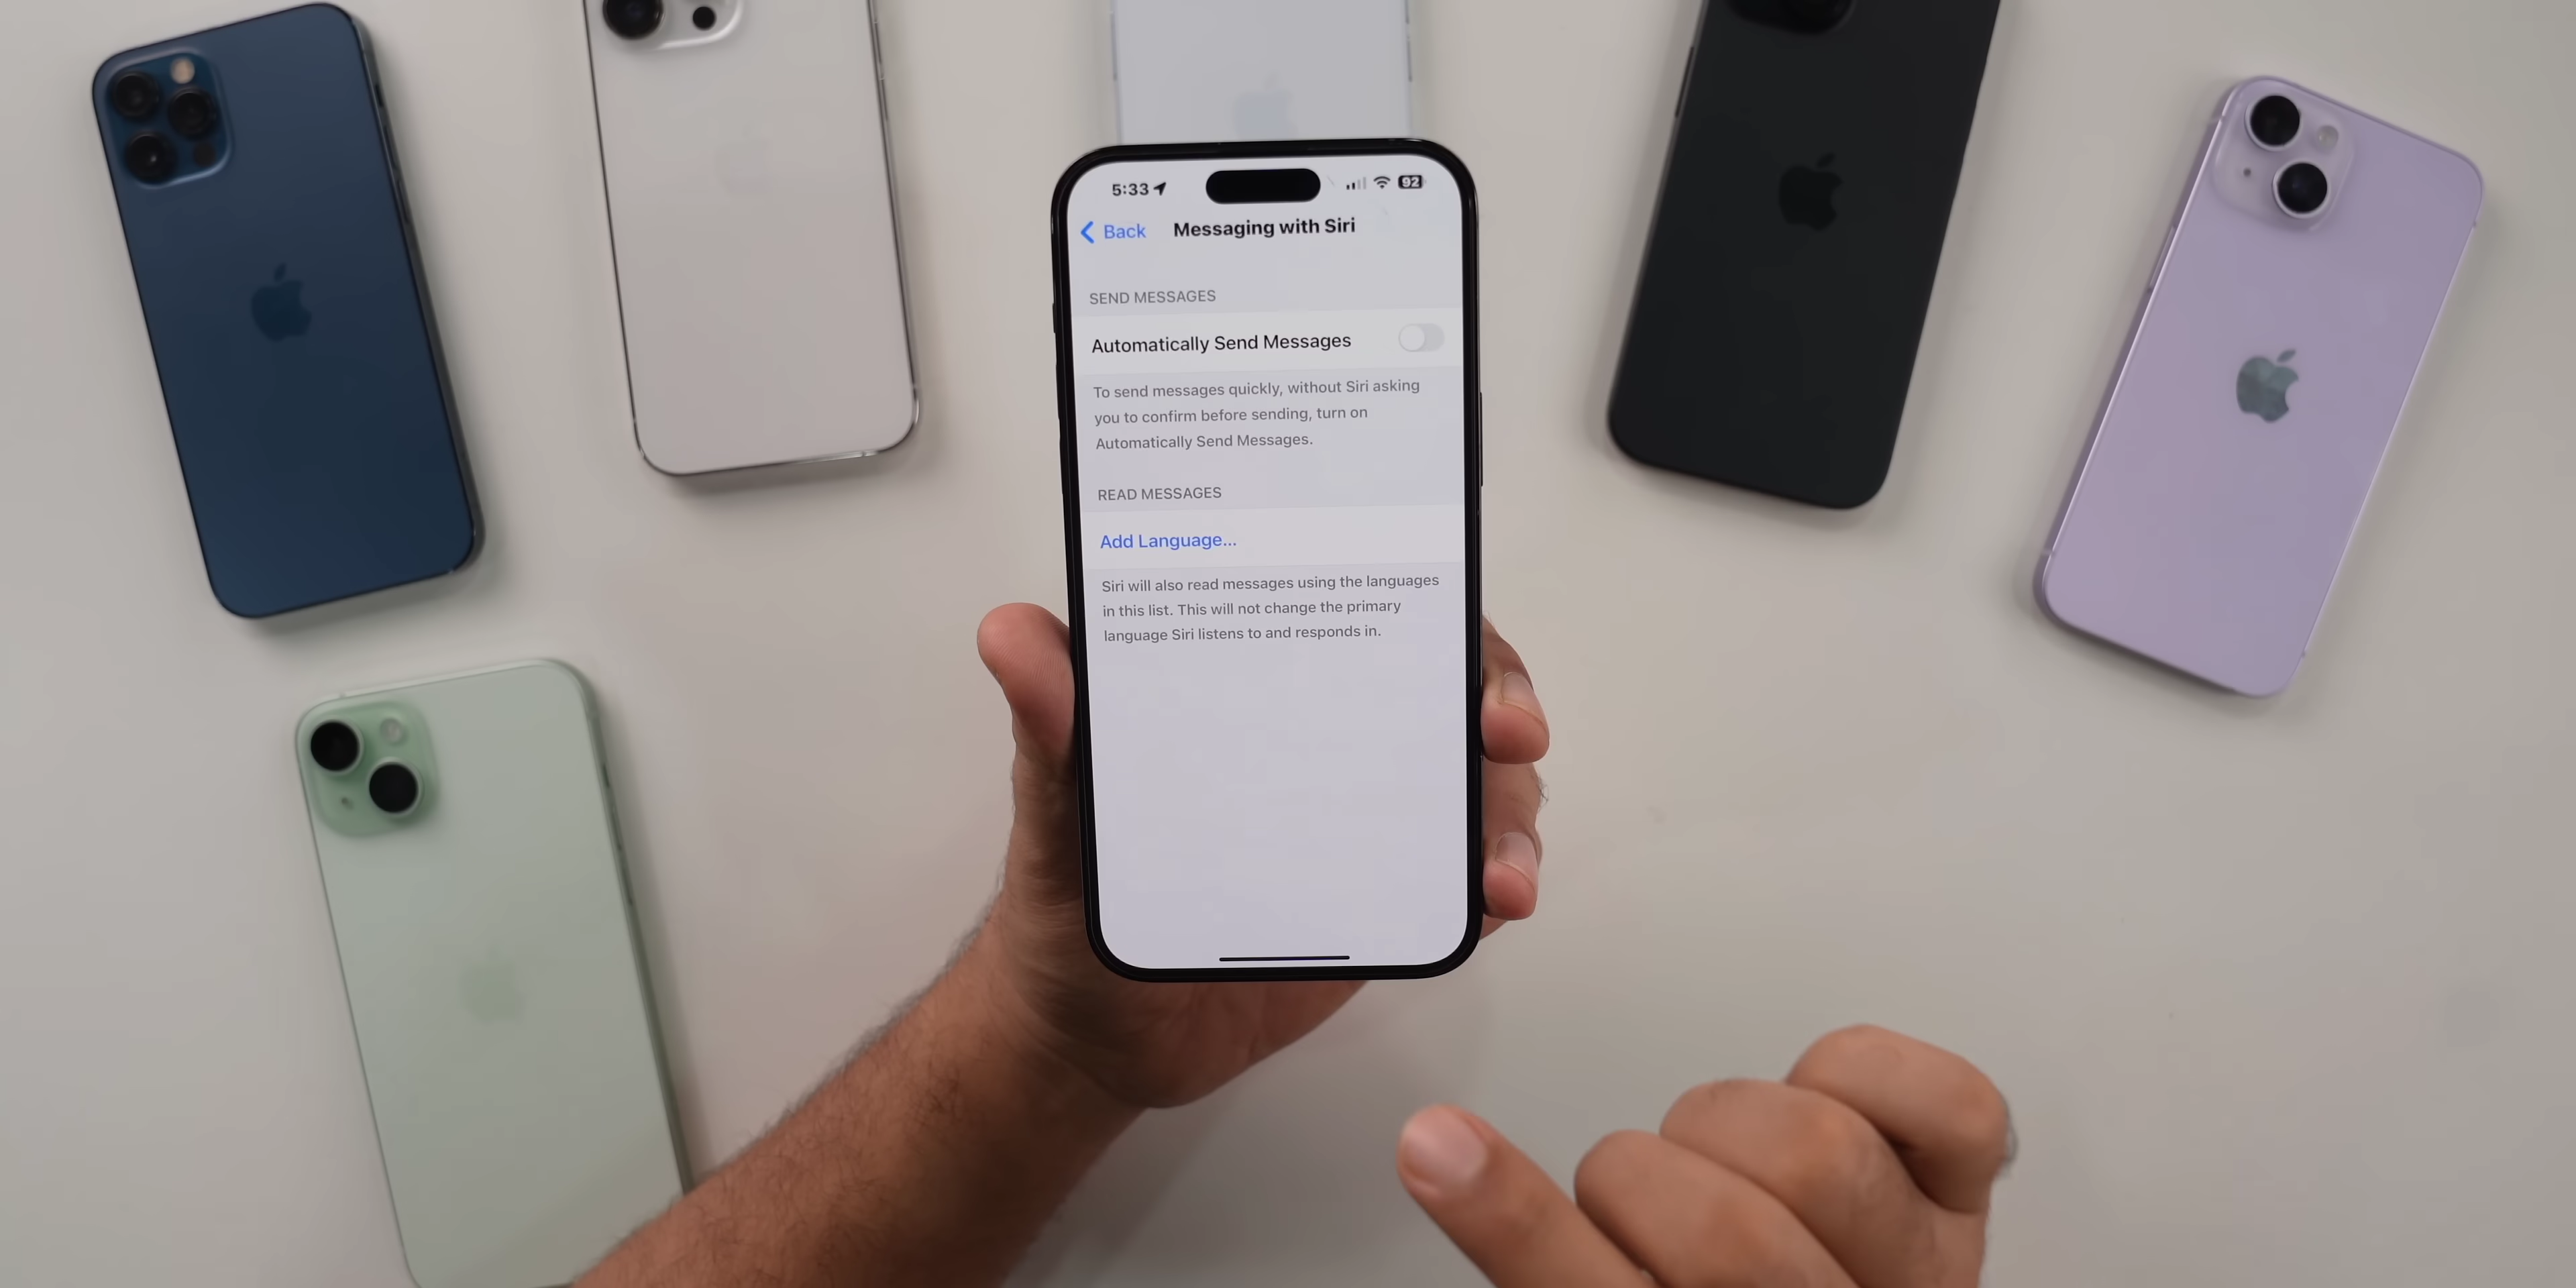 5:33
92
Back
Messaging with Siri
SEND MESSAGES
Automatically Send Messages
To send messages quickly, without Siri asking
you to confirm before sending, turn on
Automatically Send Messages.
READ MESSAGES
Add Language...
Siri will also read messages using the languages
in this list. This will not change the primary
language Siri listens to and responds in.